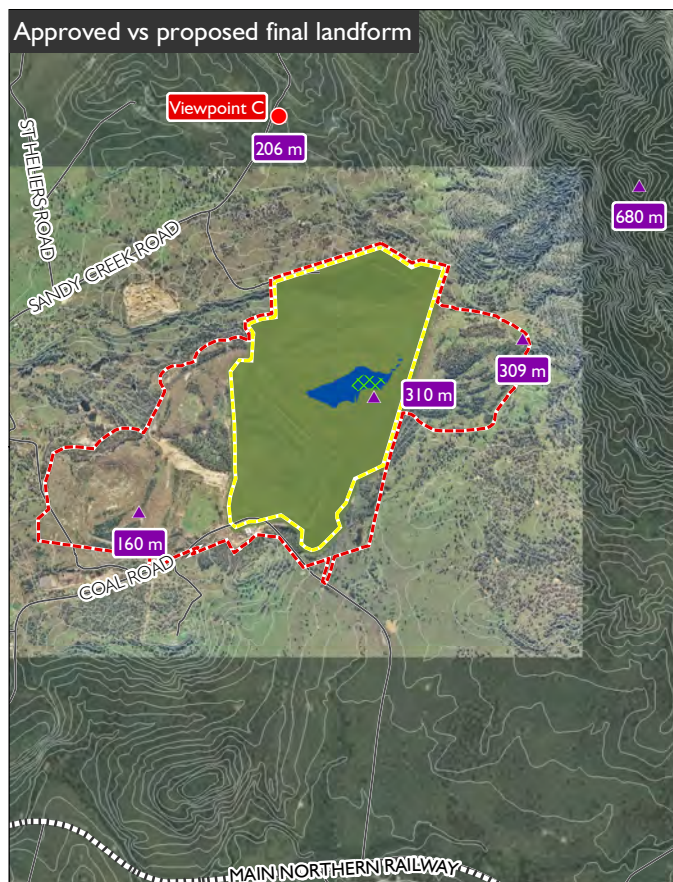 Approved vs proposed final landform
Viewpoint C
206 m
ST HELIERS ROAD
680 m
SANDY CREEK ROAD
309 m
310 m
160 m
COAL ROAD
MAIN NORTHERN RAILWAY